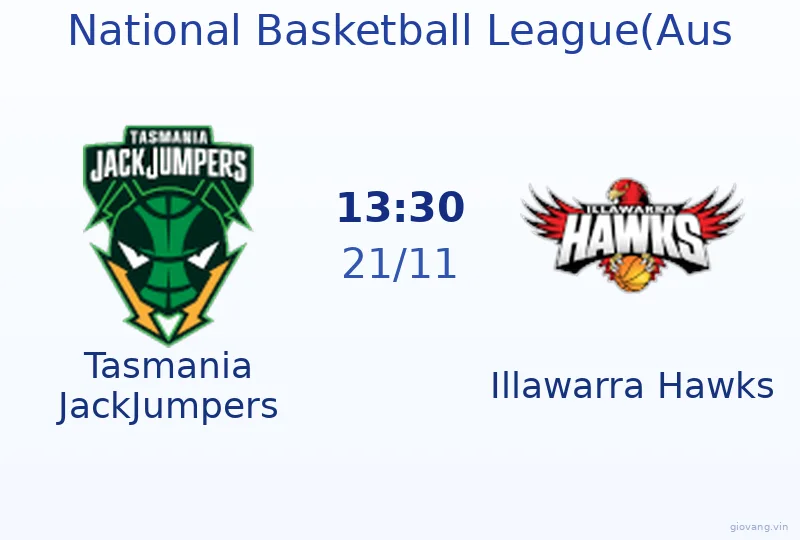 National Basketball League(Aus
TASMANIA
JACKJUMPERS
13:30
21/11
ILLAWARRA
HAWKS
Tasmania
JackJumpers
Illawarra Hawks
giovang.vin